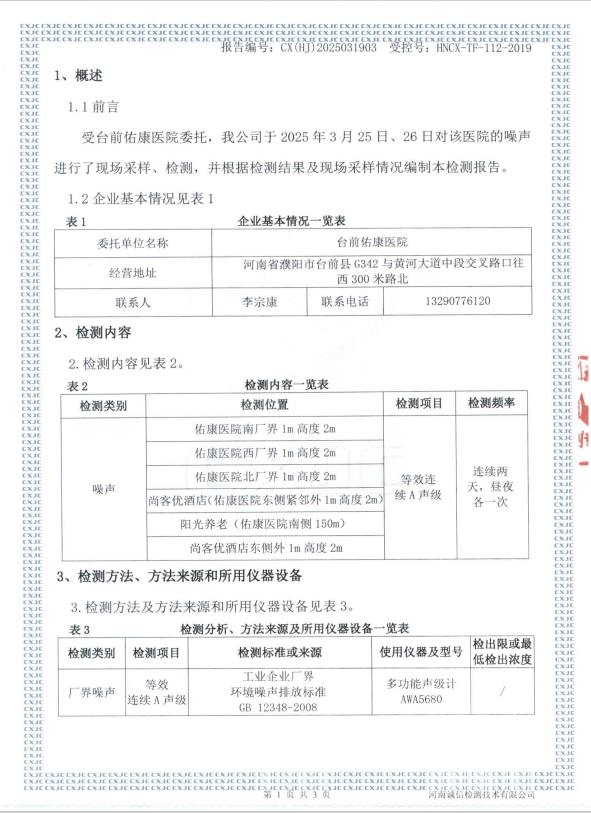 报告编号：CX(HJ)2025031903 受控号：HNCX-TF-112-2019
1、概述
1.1 前言
受台前佑康医院委托，我公司于 2025 年 3 月 25 日、26 日对该医院的噪声
进行了现场采样、检测，并根据检测结果及现场采样情况编制本检测报告。
1.2 企业基本情况见表 1
表 1 企业基本情况一览表
委托单位名称 台前佑康医院
经营地址 河南省濮阳市台前县 G342 与黄河大道中段交叉路口往
西 300 米路北
联系人 李宗康 联系电话 13290776120
2、检测内容
2.检测内容见表 2。
表 2 检测内容一览表
检测类别 检测位置 检测项目 检测频率
噪声
佑康医院南厂界 1m 高度 2m
佑康医院西厂界 1m 高度 2m
佑康医院北厂界 1m 高度 2m
尚客优酒店（佑康医院东侧紧邻外 1m 高度 2m）
阳光养老（佑康医院南侧 150m）
尚客优酒店东侧外 1m 高度 2m
等效连
续 A 声级
连续两
天，昼夜
各一次
3、检测方法、方法来源和所用仪器设备
3.检测方法及方法来源和所用仪器设备见表 3。
表 3 检测分析、方法来源及所用仪器设备一览表
检测类别 检测项目 检测标准或来源 使用仪器及型号 检出限或最
低检出浓度
厂界噪声
等效
连续 A 声级
工业企业厂界
环境噪声排放标准
GB 12348-2008
多功能声级计
AWA5680
/
第 1 页 共 3 页 河南诚信检测技术有限公司